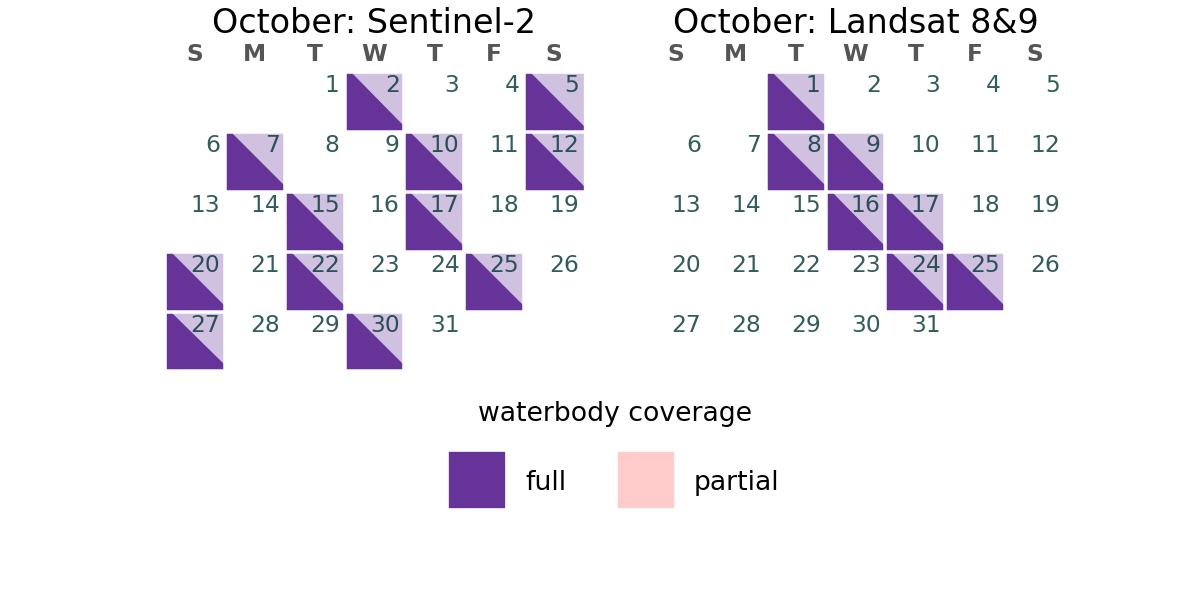 October: Sentinel-2
S M T W T F S
1 2 3 4 5
6 7 8 9 10 11 12
13 14 15 16 17 18 19
20 21 22 23 24 25 26
27 28 29 30 31
October: Landsat 8&9
S M T W T F S
1 2 3 4 5
6 7 8 9 10 11 12
13 14 15 16 17 18 19
20 21 22 23 24 25 26
27 28 29 30 31
waterbody coverage
full partial